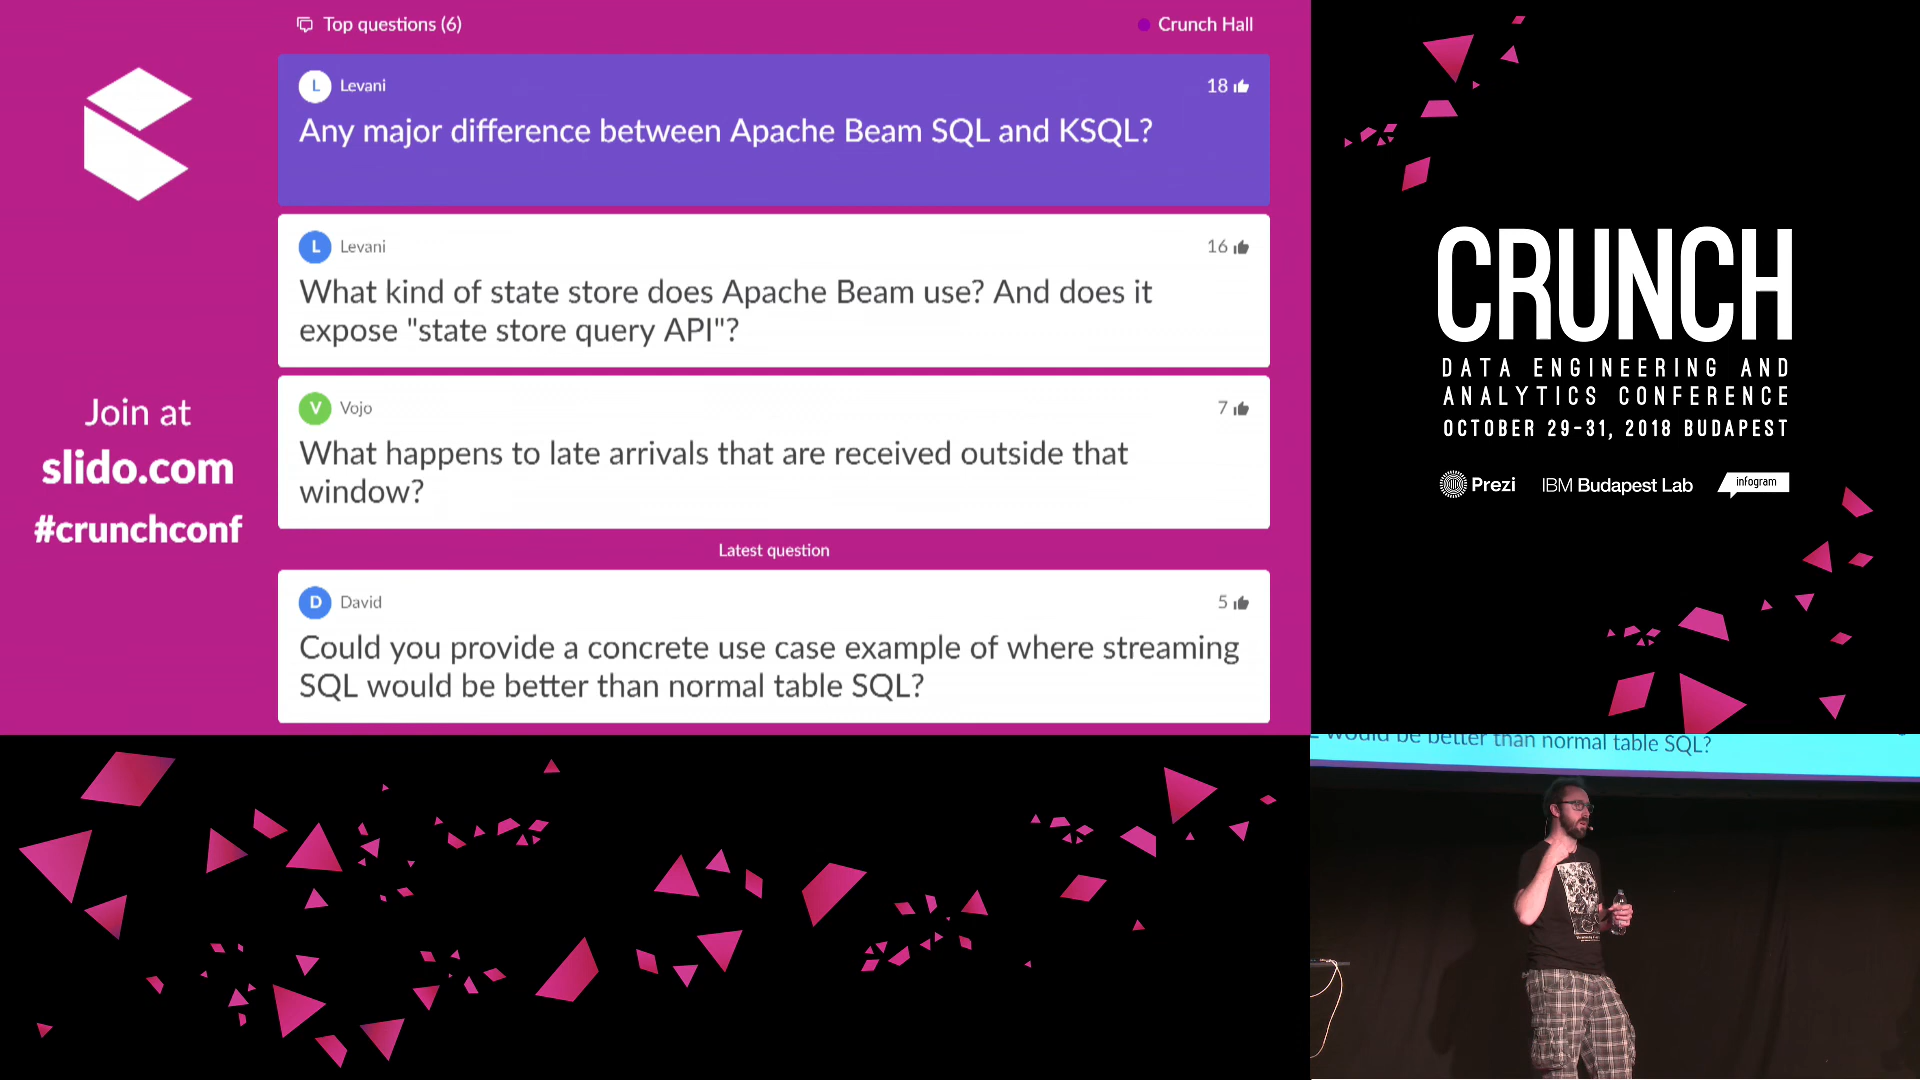 Top questions (6)
Crunch Hall
L Levani
18
Any major difference between Apache Beam SQL and KSQL?
L Levani
16
What kind of state store does Apache Beam use? And does it
expose "state store query API"?
V Vojo
7
What happens to late arrivals that are received outside that
window?
Latest question
D David
5
Could you provide a concrete use case example of where streaming
SQL would be better than normal table SQL?
Join at
slido.com
#crunchconf
CRUNCH
DATA ENGINEERING AND
ANALYTICS CONFERENCE
OCTOBER 29-31, 2018 BUDAPEST
Prezi
IBM Budapest Lab
infogram
would be better than normal table SQL?